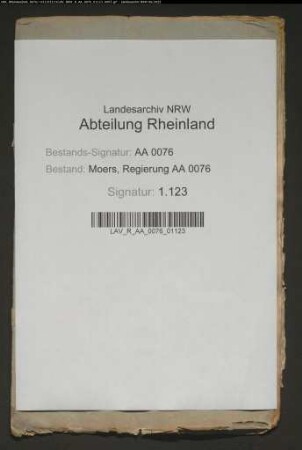 Landesarchiv NRW
Abteilung Rheinland
Bestands-Signatur: AA 0076
Bestand: Moers, Regierung AA 0076
Signatur: 1.123
LAV_R_AA_0076_01123